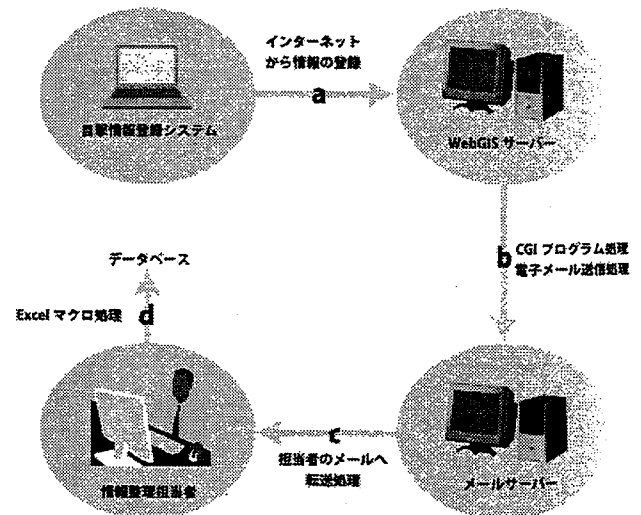 インターネット
から情報の登録
a
目撃情報登録システム
WebGIS サーバー
b
CGI プログラム処理
電子メール送信処理
データベース
Excel マクロ処理
d
c
担当者のメールへ
転送処理
情報整理担当者
メールサーバー